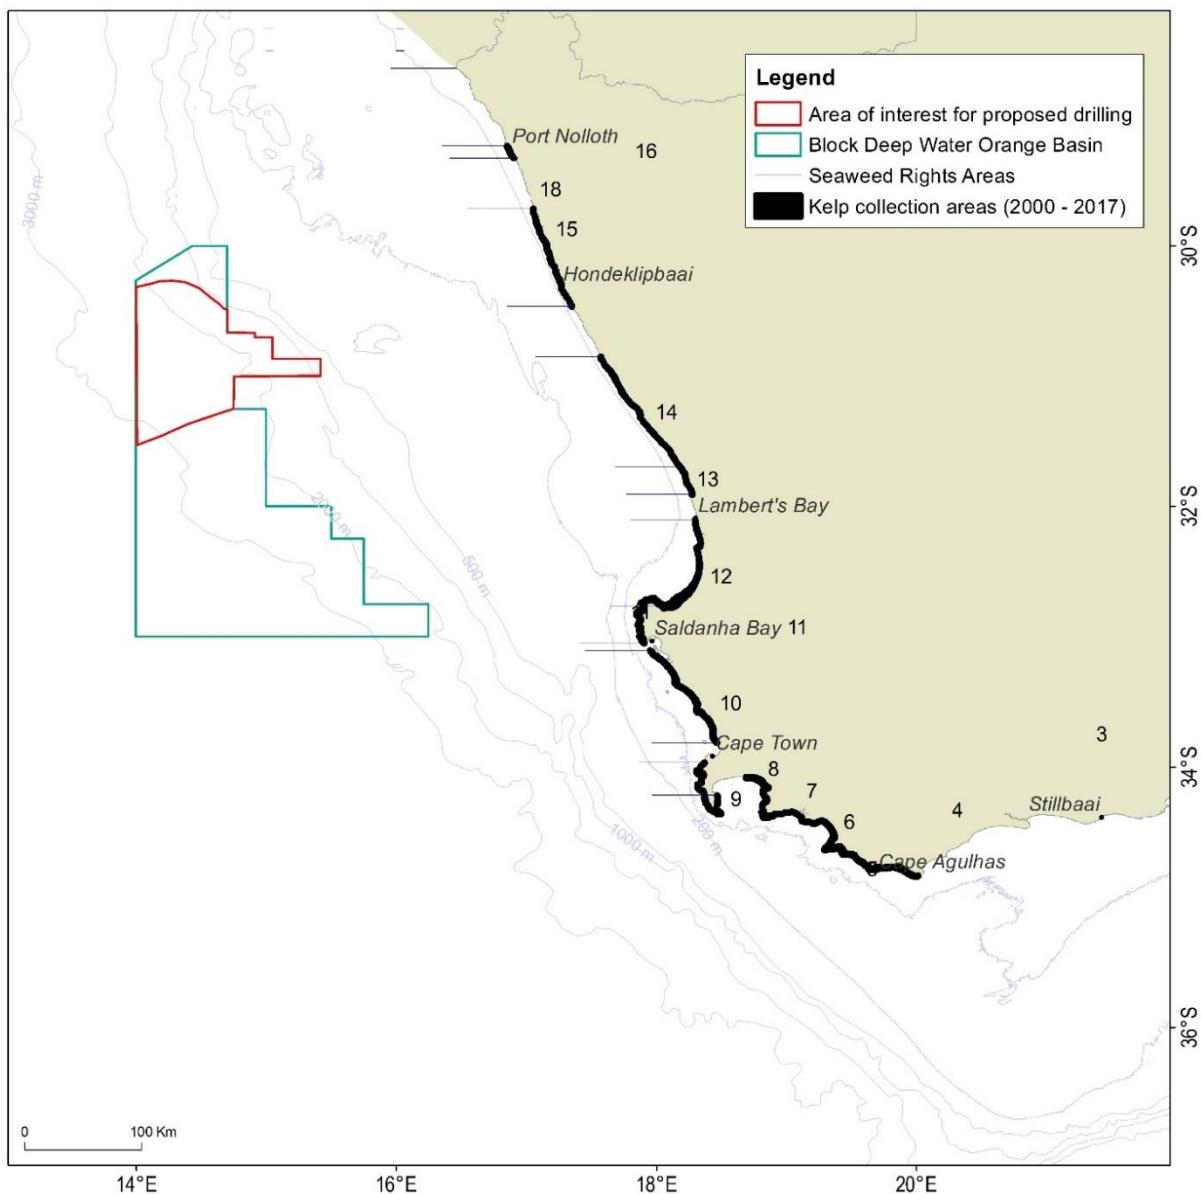 Legend
Area of interest for proposed drilling
Block Deep Water Orange Basin
Seaweed Rights Areas
Kelp collection areas (2000 - 2017)
Port Nolloth
16
18
15
Hondeklipbaai
14
13
Lambert's Bay
12
Saldanha Bay 11
10
Cape Town
8
7
9
6
4
3
Stillbaai
Cape Agulhas
3000 m
2000 m
500 m
200 m
1000 m
30°S
32°S
34°S
36°S
0 100 Km
14°E 16°E 18°E 20°E